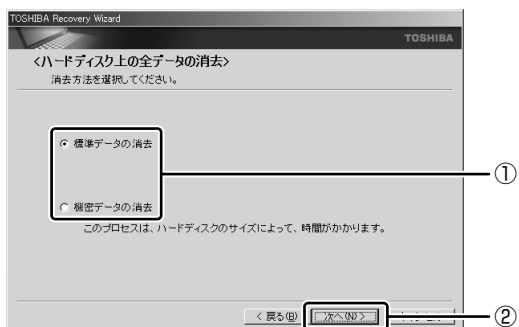 TOSHIBA Recovery Wizard
TOSHIBA
<ハードディスク上の全データの消去>
消去方法を選択してください。
標準データの消去
①
機密データの消去
このプロセスは、ハードディスクのサイズによって、時間がかかります。
< 戻る(B) 次へ(N) >
②